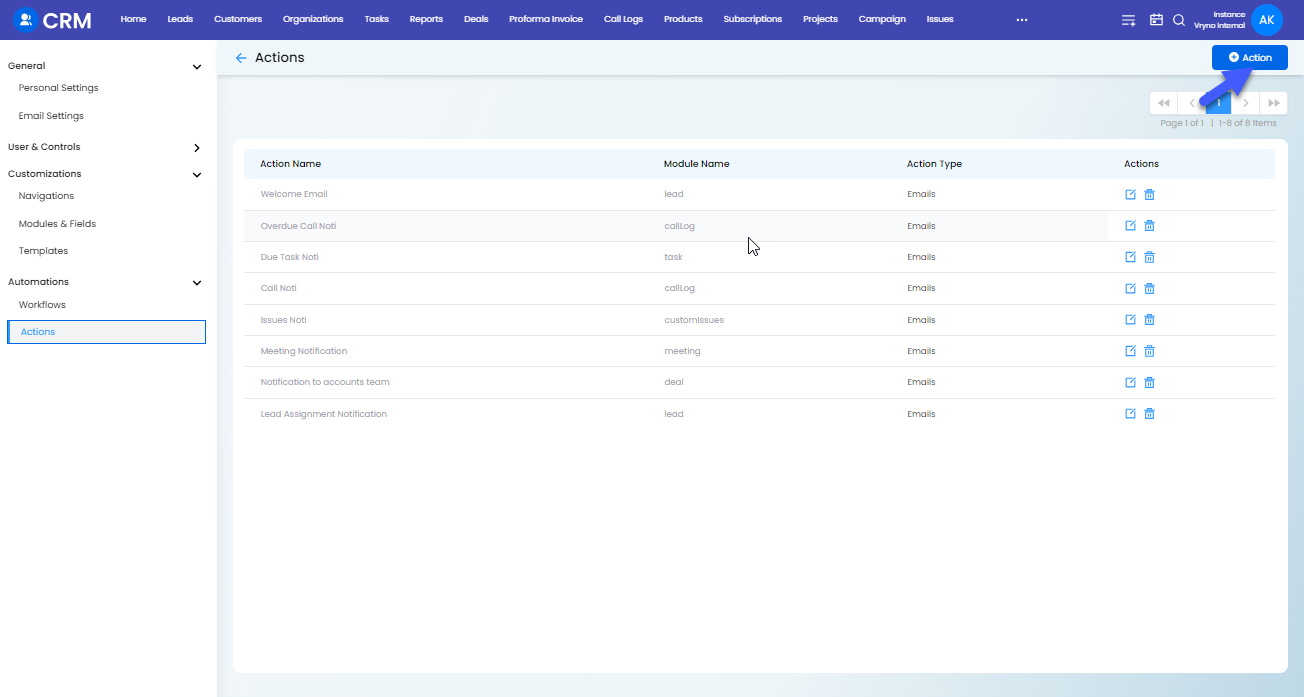 CRM Home Leads Customers Organizations Tasks Reports Deals Proforma Invoice Call Logs Products Subscriptions Projects Campaign Issues ... Instance
Vryno Internal AK
General
Personal Settings
Email Settings
User & Controls
Customizations
Navigations
Modules & Fields
Templates
Automations
Workflows
Actions
Actions
Action
1
Page 1 of 1 | 1-8 of 8 Items
Action Name Module Name Action Type Actions
Welcome Email lead Emails
Overdue Call Noti callLog Emails
Due Task Noti task Emails
Call Noti callLog Emails
Issues Noti customIssues Emails
Meeting Notification meeting Emails
Notification to accounts team deal Emails
Lead Assignment Notification lead Emails